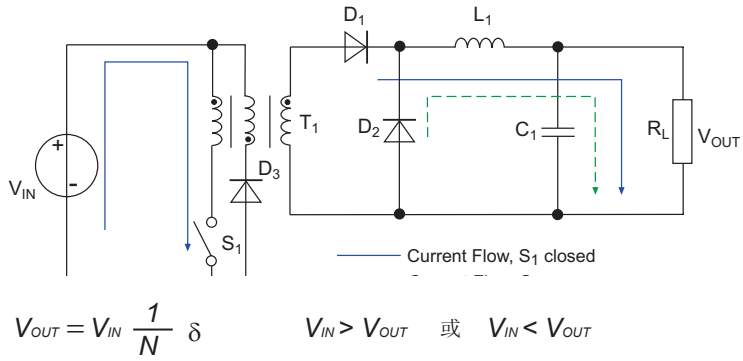 D1
L1
T1
D2
C1
RL
VOUT
D3
VIN
+
-
S1
Current Flow, S1 closed
VOUT = VIN 1/N δ
VIN > VOUT 或 VIN < VOUT